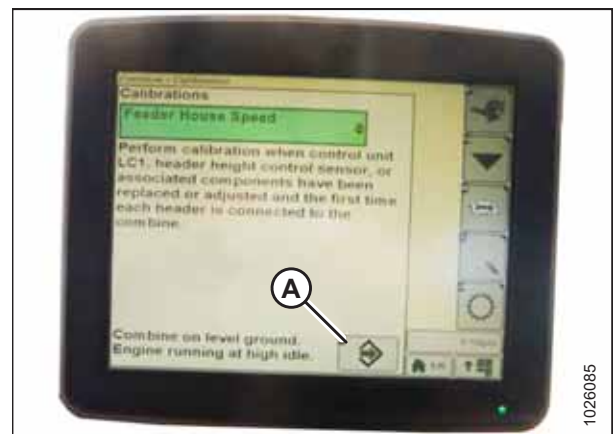 Calibrations
Feeder House Speed
Perform calibration when control unit
LC1, header height control sensor, or
associated components have been
replaced or adjusted and the first time
each header is connected to the
combine.
A
Combine on level ground.
Engine running at high idle.
1026085